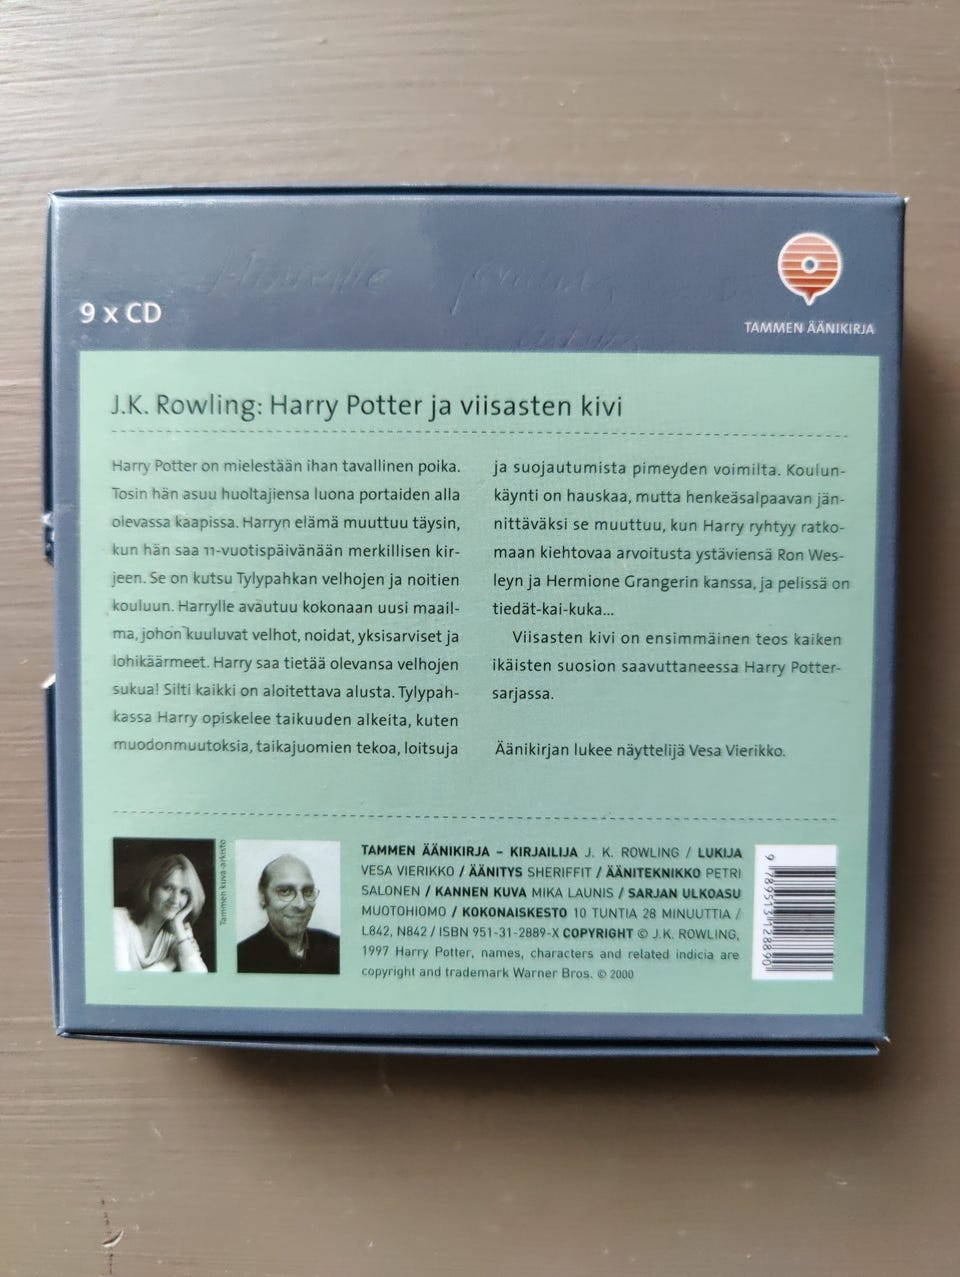 9 x CD
TAMMEN ÄÄNIKIRJA
J.K. Rowling: Harry Potter ja viisasten kivi
Harry Potter on mielestään ihan tavallinen poika.
Tosin hän asuu huoltajiensa luona portaiden alla
olevassa kaapissa. Harryn elämä muuttuu täysin,
kun hän saa 11-vuotispäivänään merkillisen kir-
jeen. Se on kutsu Tylypahkan velhojen ja noitien
kouluun. Harrylle avautuu kokonaan uusi maail-
ma, johon kuuluvat velhot, noidat, yksisarviset ja
lohikäärmeet. Harry saa tietää olevansa velhojen
sukua! Silti kaikki on aloitettava alusta. Tylypah-
kassa Harry opiskelee taikuuden alkeita, kuten
muodonmuutoksia, taikajuomien tekoa, loitsuja
ja suojautumista pimeyden voimilta. Koulun-
käynti on hauskaa, mutta henkeäsalpaavan jän-
nittäväksi se muuttuu, kun Harry ryhtyy ratko-
maan kiehtovaa arvoitusta ystäviensä Ron Wes-
leyn ja Hermione Grangerin kanssa, ja pelissä on
tiedät-kai-kuka...
Viisasten kivi on ensimmäinen teos kaiken
ikäisten suosion saavuttaneessa Harry Potter-
sarjassa.
Äänikirjan lukee näyttelijä Vesa Vierikko.
Tammen kuva-arkisto
TAMMEN ÄÄNIKIRJA – KIRJAILIJA J. K. ROWLING / LUKIJA
VESA VIERIKKO / ÄÄNITYS SHERIFFIT / ÄÄNITEKNIKKO PETRI
SALONEN / KANNEN KUVA MIKA LAUNIS / SARJAN ULKOASU
MUOTOHIOMO / KOKONAISKESTO 10 TUNTIA 28 MINUUTTIA /
L842, N842 / ISBN 951-31-2889-X COPYRIGHT © J.K. ROWLING,
1997 Harry Potter, names, characters and related indicia are
copyright and trademark Warner Bros. © 2000
9 789513 128890